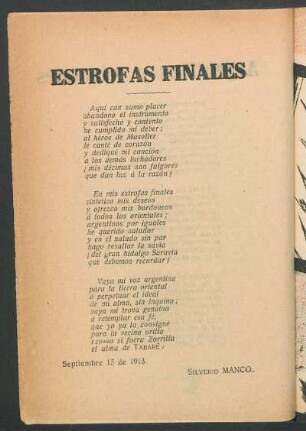 ESTROFAS FINALES
Aquí con sumo placer
abandono el instrumento
y satisfecho y contento
he cumplido mi deber;
al héroe de Masoller
le canté de corazón
y dediqué mi canción
a los demás luchadores
¡mis décimas son fulgores
que dan luz á la razón!
En mis estrofas finales
sintetizo mis deseos
y ofrezco mis bordoneos
a todos los orientales;
argentinos por iguales
he querido saludar
y en el saludo sin par
hago resaltar la savia
¡del gran hidalgo Saravia
que debemos recordar!
Vaya mi voz argentina
para la tierra oriental
a perpetuar el ideal
de mi alma, sin inquina;
vaya mi trova genuina
á retemplar esa fé,
que yo ya la consigné
para la vecina orilla
¡como si fuera Zorrilla
el alma de TABARÉ!
Septiembre 15 de 1913.
SILVERIO MANCO.